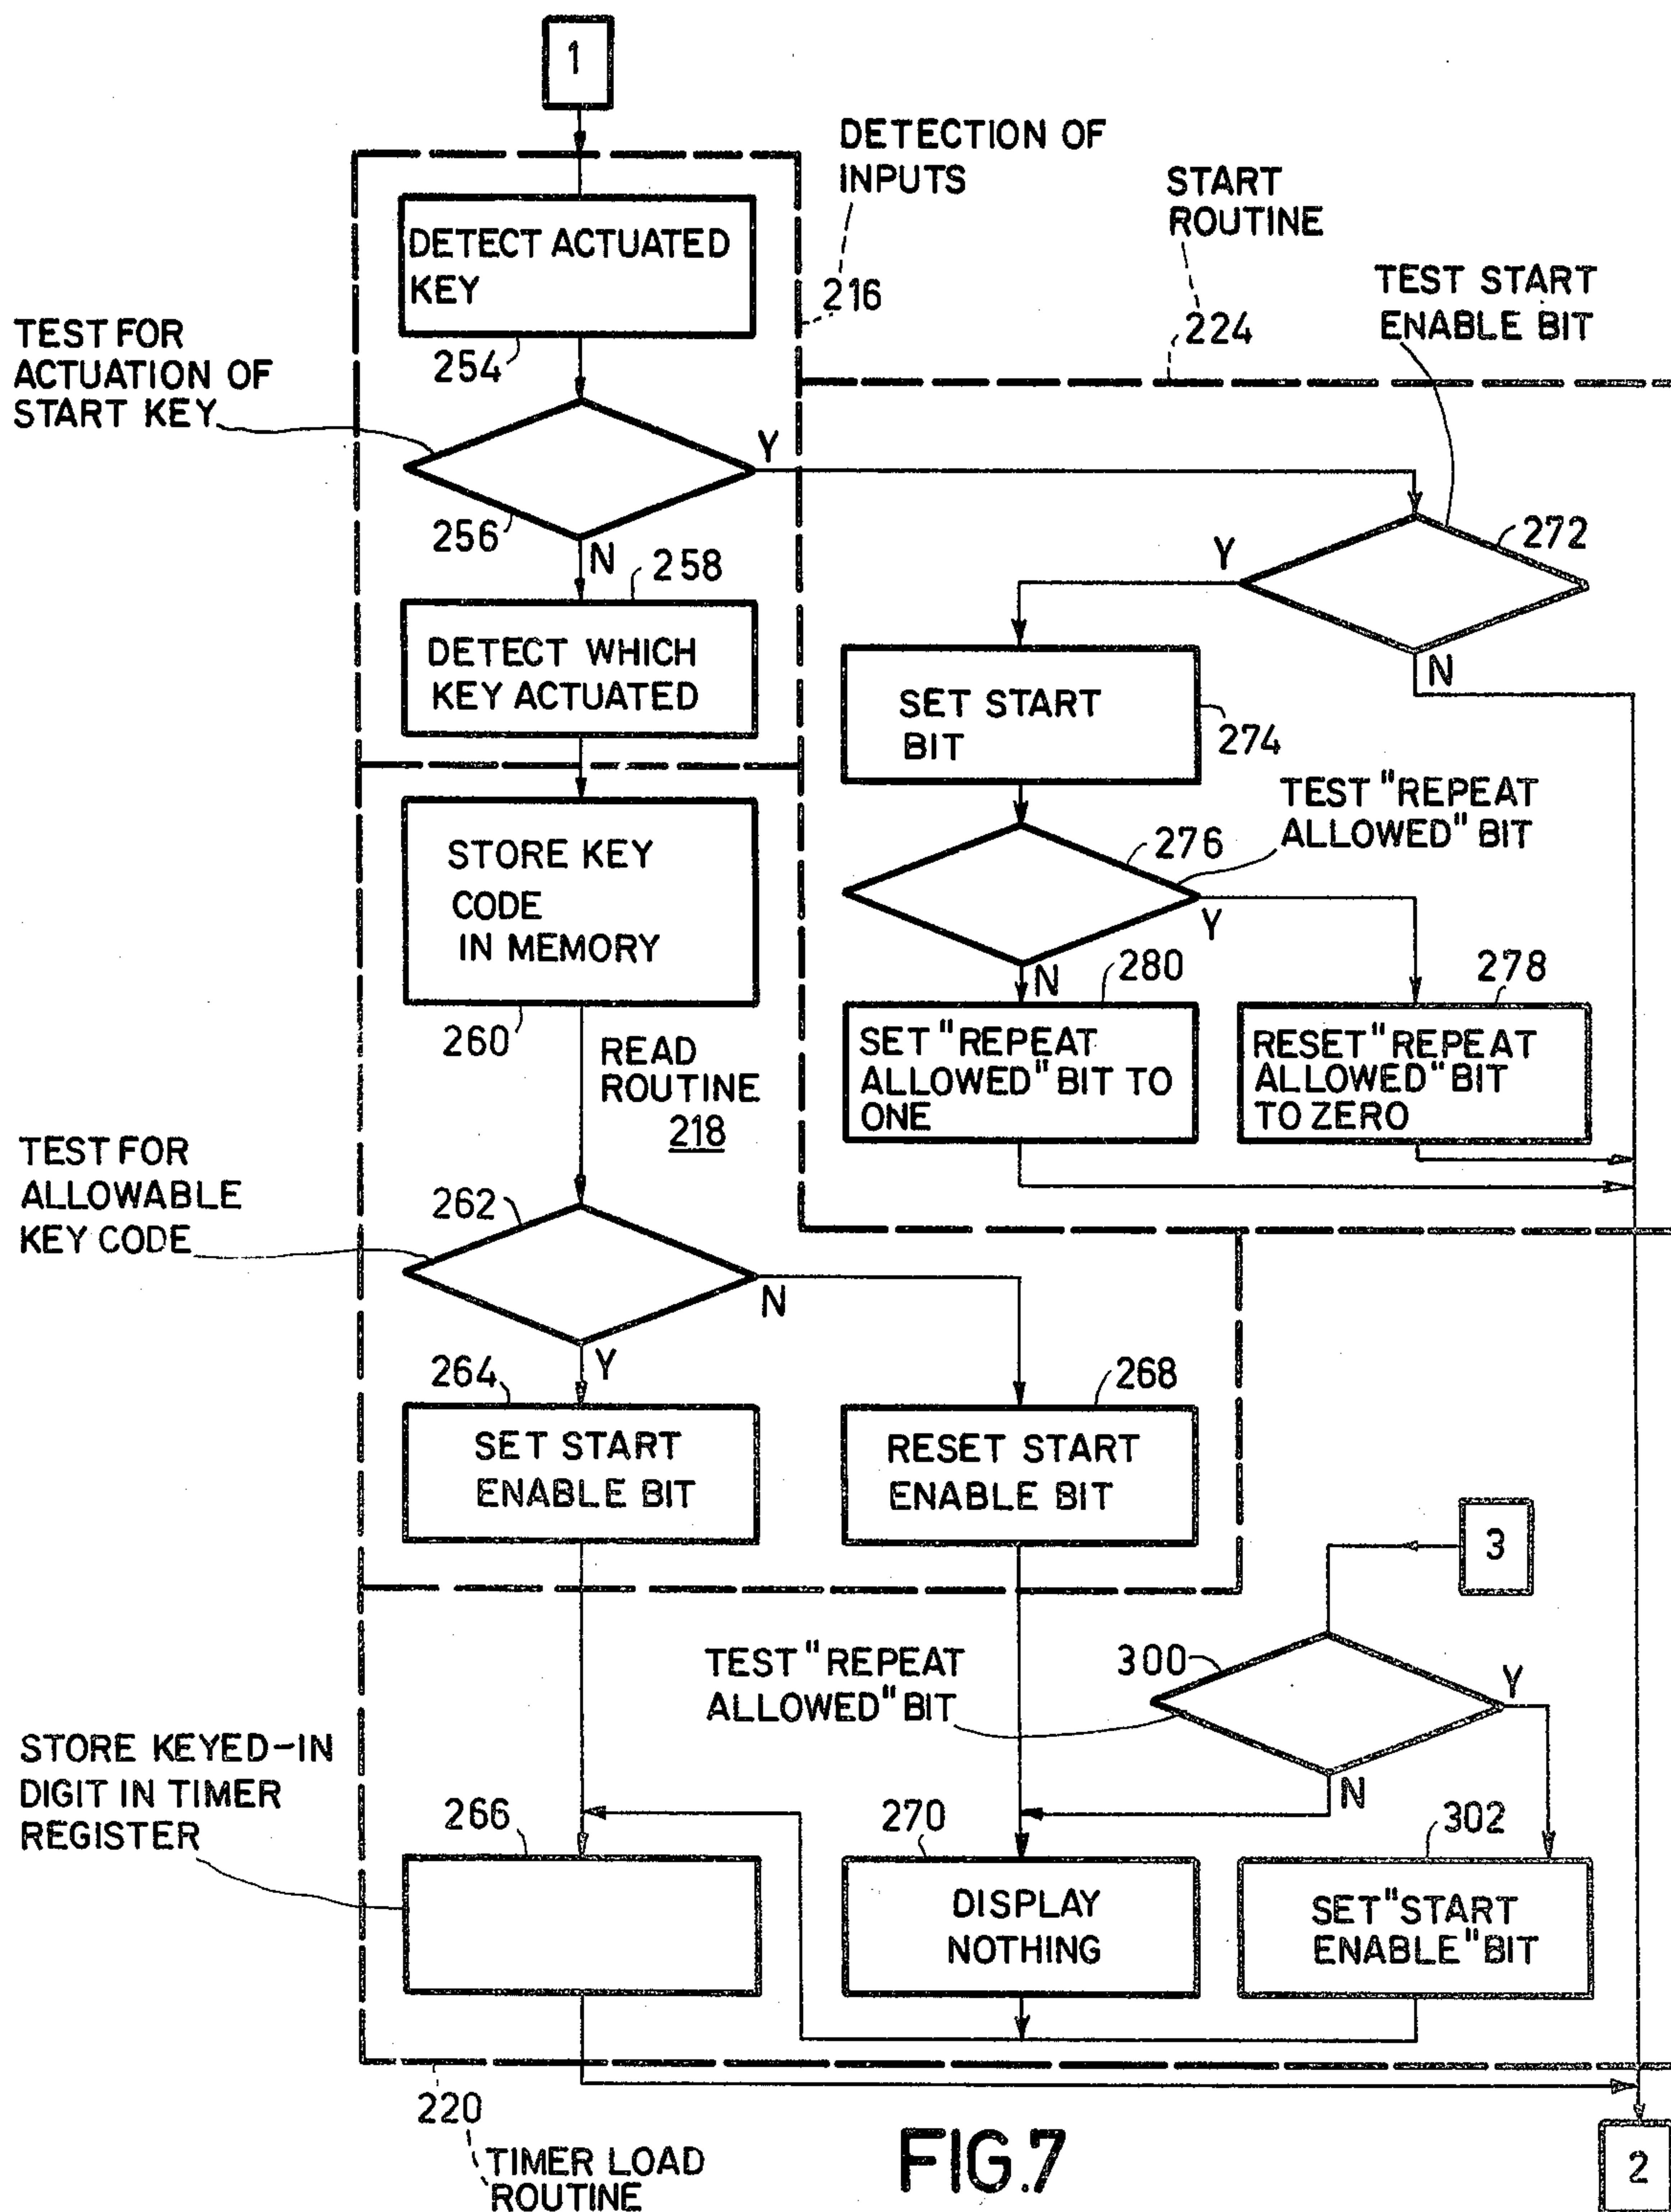 1
DETECTION OF
INPUTS
216
START
ROUTINE
224
TEST START
ENABLE BIT
DETECT ACTUATED
KEY
254
TEST FOR
ACTUATION OF
START KEY
Y
256
N
258
DETECT WHICH
KEY ACTUATED
272
Y
N
SET START
BIT
274
TEST "REPEAT
ALLOWED" BIT
276
Y
N
STORE KEY
CODE
IN MEMORY
260
READ
ROUTINE
218
280
SET "REPEAT
ALLOWED" BIT TO
ONE
278
RESET "REPEAT
ALLOWED" BIT
TO ZERO
TEST FOR
ALLOWABLE
KEY CODE
262
N
Y
264
SET START
ENABLE BIT
268
RESET START
ENABLE BIT
3
TEST "REPEAT
ALLOWED" BIT
300
Y
N
STORE KEYED-IN
DIGIT IN TIMER
REGISTER
266
270
DISPLAY
NOTHING
302
SET "START
ENABLE" BIT
220
TIMER LOAD
ROUTINE
FIG.7
2